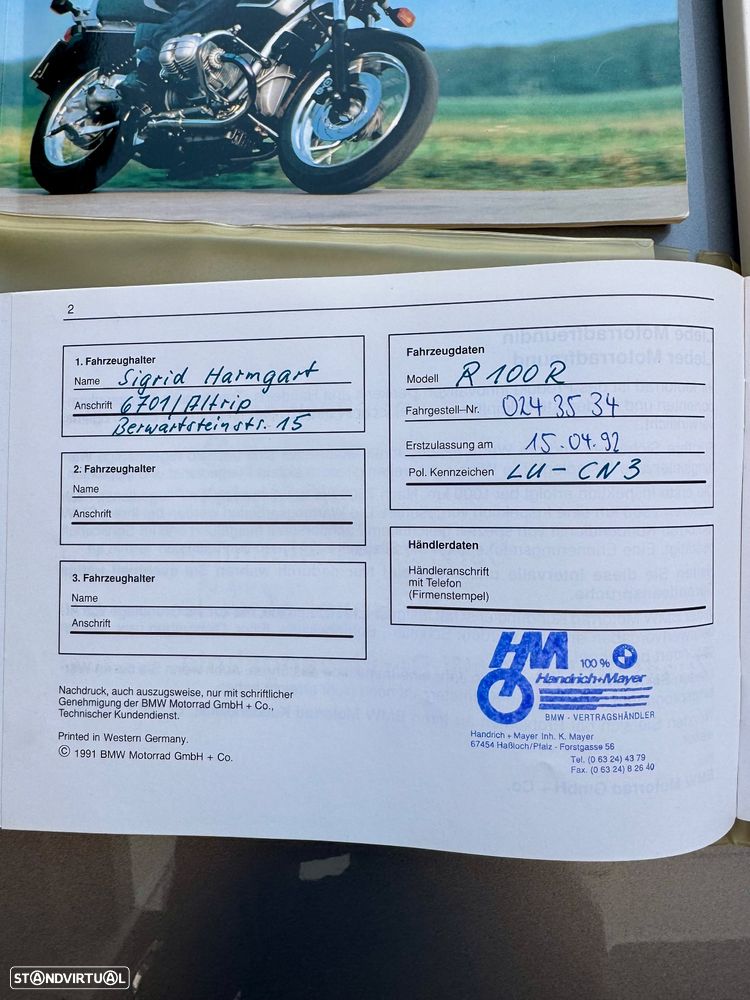 2
1. Fahrzeughalter
Name Sigrid Harmgart
Anschrift 6701/Altrip
Berwartsteinstr. 15
2. Fahrzeughalter
Name
Anschrift
3. Fahrzeughalter
Name
Anschrift
Nachdruck, auch auszugsweise, nur mit schriftlicher
Genehmigung der BMW Motorrad GmbH + Co.,
Technischer Kundendienst.
Printed in Western Germany.
© 1991 BMW Motorrad GmbH + Co.
Fahrzeugdaten
Modell R 100 R
Fahrgestell–Nr. 024 35 34
Erstzulassung am 15.04.92
Pol. Kennzeichen LU – CN 3
Händlerdaten
Händleranschrift
mit Telefon
(Firmenstempel)
HM 100 %
Handrich+Mayer
BMW - VERTRAGSHÄNDLER
Handrich + Mayer Inh. K. Mayer
67454 Haßloch/Pfalz - Forstgasse 56
Tel. (0 63 24) 43 79
Fax. (0 63 24) 8 26 40
STANDVIRTUAL